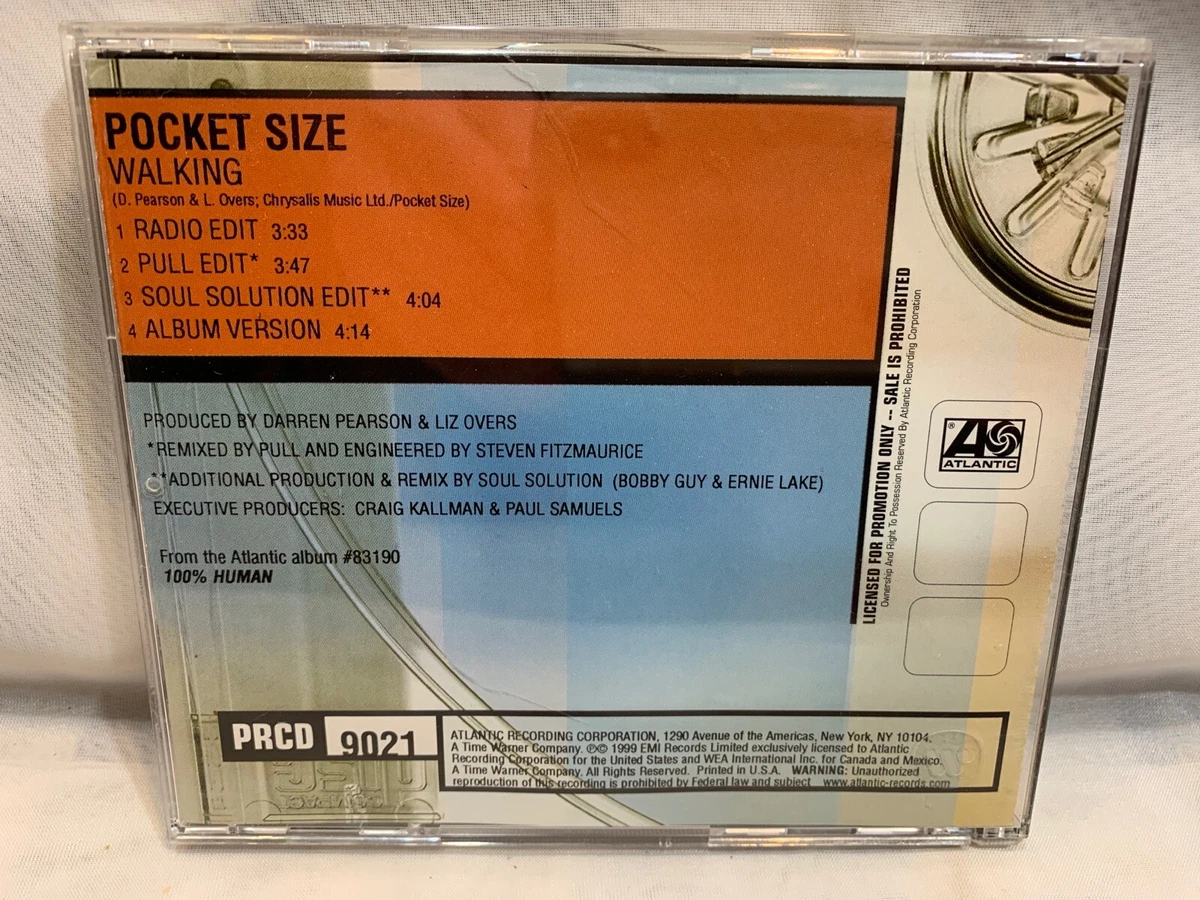 POCKET SIZE
WALKING
(D. Pearson & L. Overs; Chrysalis Music Ltd./Pocket Size)
1 RADIO EDIT 3:33
2 PULL EDIT* 3:47
3 SOUL SOLUTION EDIT** 4:04
4 ALBUM VERSION 4:14
PRODUCED BY DARREN PEARSON & LIZ OVERS
*REMIXED BY PULL AND ENGINEERED BY STEVEN FITZMAURICE
**ADDITIONAL PRODUCTION & REMIX BY SOUL SOLUTION (BOBBY GUY & ERNIE LAKE)
EXECUTIVE PRODUCERS: CRAIG KALLMAN & PAUL SAMUELS
From the Atlantic album #83190
100% HUMAN
LICENSED FOR PROMOTION ONLY -- SALE IS PROHIBITED
Ownership And Right To Possession Reserved By Atlantic Recording Corporation
® A
ATLANTIC
PRCD 9021
ATLANTIC RECORDING CORPORATION, 1290 Avenue of the Americas, New York, NY 10104.
A Time Warner Company. ℗© 1999 EMI Records Limited exclusively licensed to Atlantic
Recording Corporation for the United States and WEA International Inc. for Canada and Mexico.
A Time Warner Company. All Rights Reserved. Printed in U.S.A. WARNING: Unauthorized
reproduction of this recording is prohibited by Federal law and subject www.atlantic-records.com